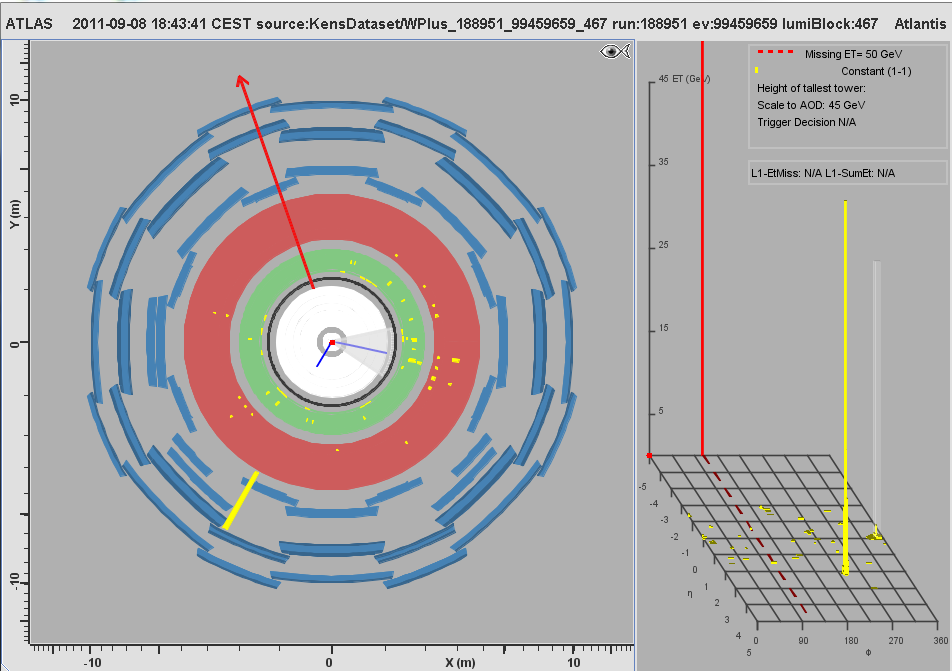 ATLAS 2011-09-08 18:43:41 CEST source:KensDataset/WPlus_188951_99459659_467 run:188951 ev:99459659 lumiBlock:467 Atlantis
10
Y (m)
0
-10
-10
0
X (m)
10
Missing ET= 50 GeV
Constant (1-1)
Height of tallest tower:
Scale to AOD: 45 GeV
Trigger Decision N/A
L1-EtMiss: N/A L1-SumEt: N/A
45 ET (GeV)
35
25
15
5
-5
-4
-3
-2
-1
0
1
2
3
4
5
η
0
90
180
270
360
ϕ